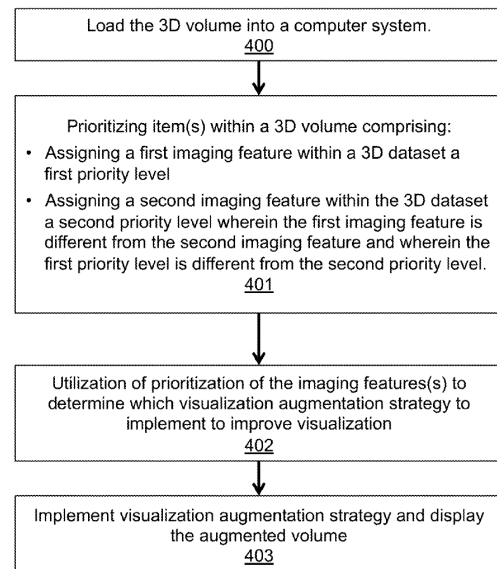 Load the 3D volume into a computer system.
400
Prioritizing item(s) within a 3D volume comprising:
• Assigning a first imaging feature within a 3D dataset a
first priority level
• Assigning a second imaging feature within the 3D dataset
a second priority level wherein the first imaging feature is
different from the second imaging feature and wherein the
first priority level is different from the second priority level.
401
Utilization of prioritization of the imaging features(s) to
determine which visualization augmentation strategy to
implement to improve visualization
402
Implement visualization augmentation strategy and display
the augmented volume
403